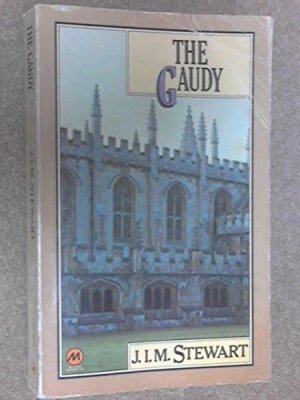 THE
GAUDY
J.I.M. STEWART
THE GAUDY
J.I.M. STEWART
M